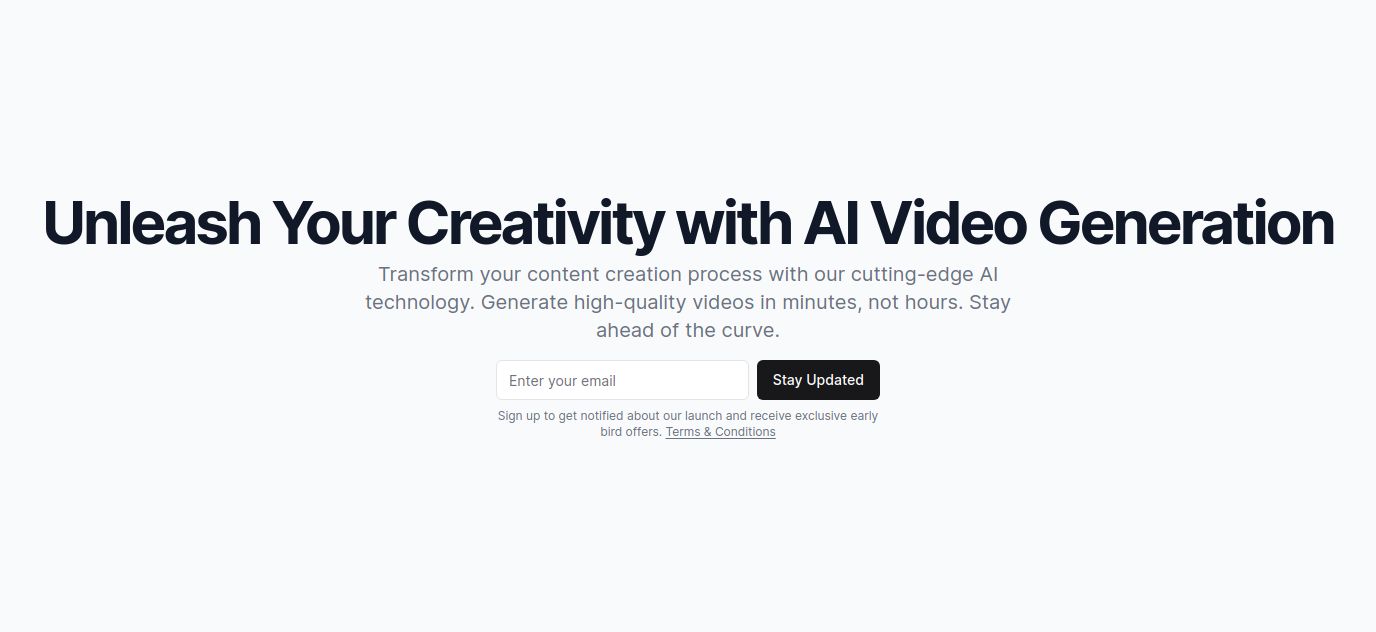 Unleash Your Creativity with AI Video Generation
Transform your content creation process with our cutting-edge AI
technology. Generate high-quality videos in minutes, not hours. Stay
ahead of the curve.
Enter your email
Stay Updated
Sign up to get notified about our launch and receive exclusive early
bird offers. Terms & Conditions